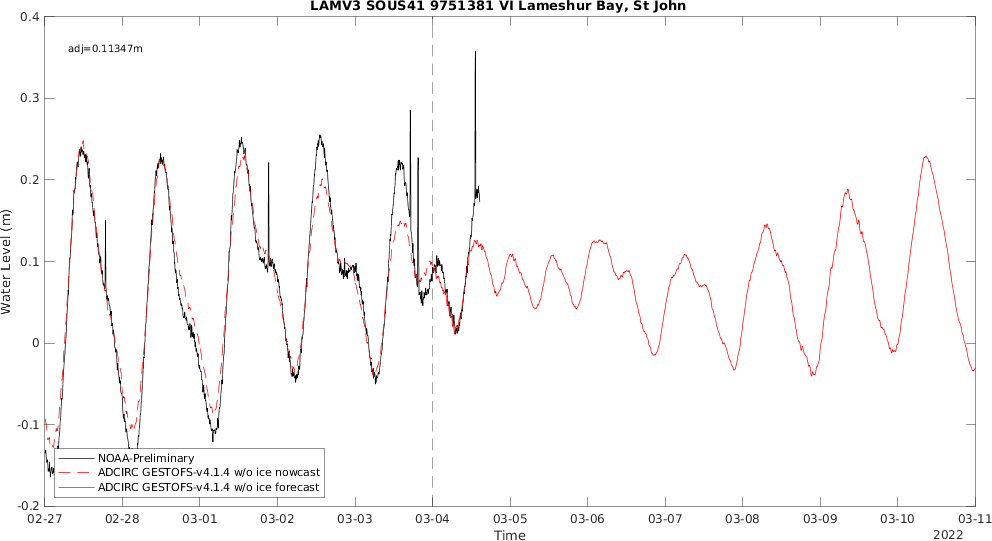 LAMV3 SOUS41 9751381 VI Lameshur Bay, St John
adj=0.11347m
Water Level (m)
0.4
0.3
0.2
0.1
0
-0.1
-0.2
NOAA-Preliminary
ADCIRC GESTOFS-v4.1.4 w/o ice nowcast
ADCIRC GESTOFS-v4.1.4 w/o ice forecast
02-27 02-28 03-01 03-02 03-03 03-04 03-05 03-06 03-07 03-08 03-09 03-10 03-11
Time
2022